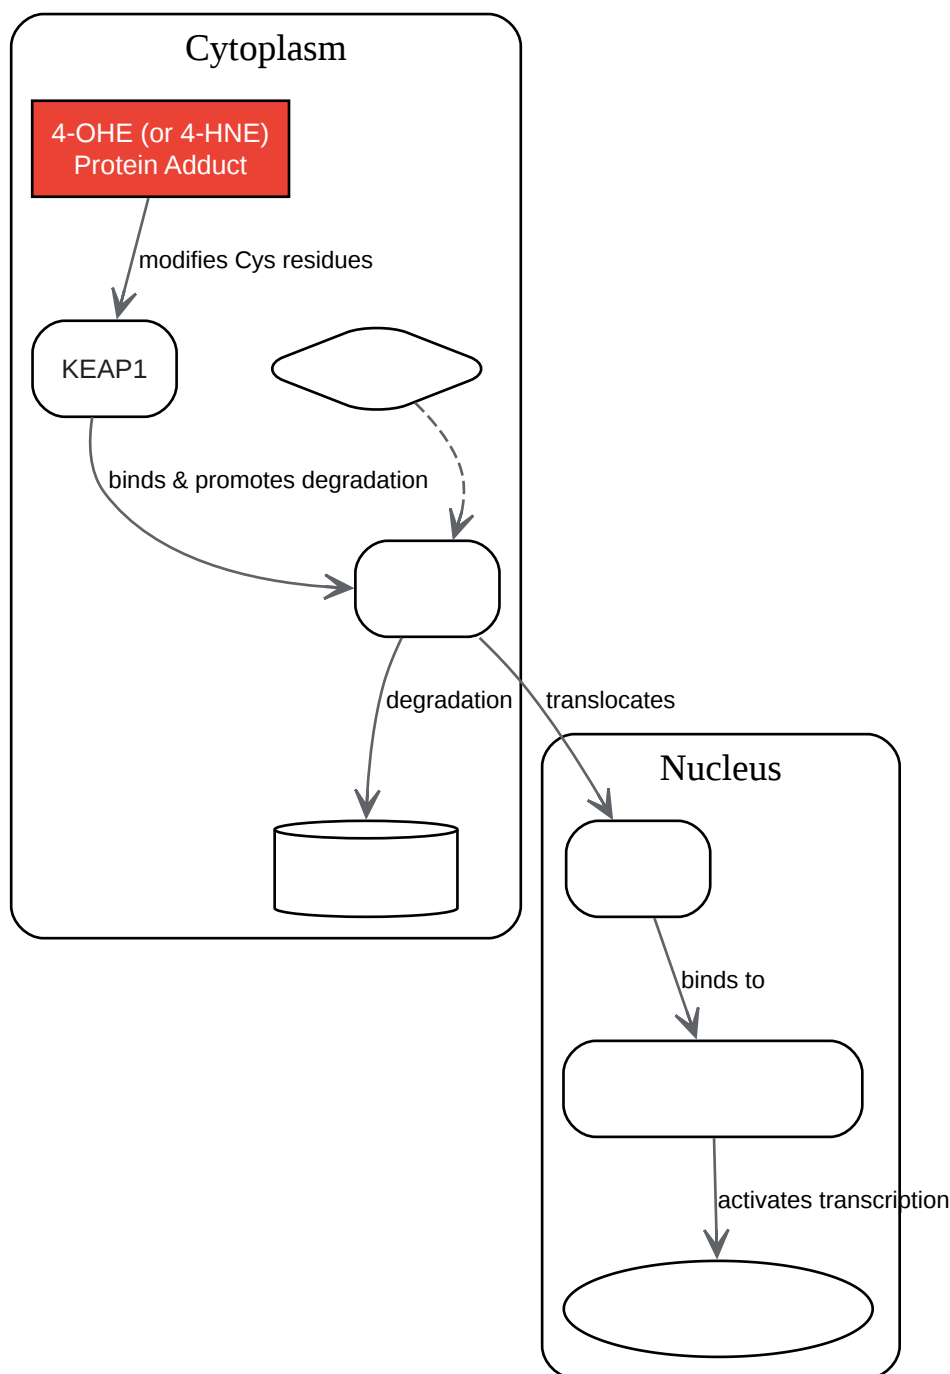 Cytoplasm
4-OHE (or 4-HNE)
Protein Adduct
modifies Cys residues
KEAP1
binds & promotes degradation
degradation
translocates
Nucleus
binds to
activates transcription